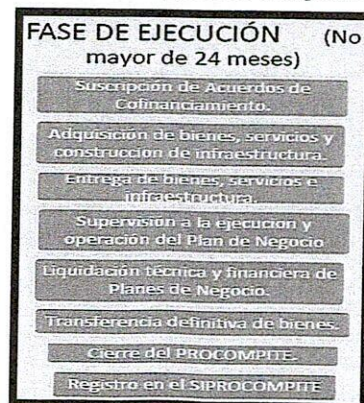 FASE DE EJECUCIÓN (No
mayor de 24 meses)
Suscripción de Acuerdos de
Cofinanciamiento.
Adquisición de bienes, servicios y
construcción de infraestructura.
Entrega de bienes, servicios e
infraestructura.
Supervisión a la ejecucion y
operación del Plan de Negocio
Liquidación técnica y financiera de
Planes de Negocio.
Transferencia definitiva de bienes.
Cierre del PROCOMPITE.
Registro en el SIPROCOMPITE